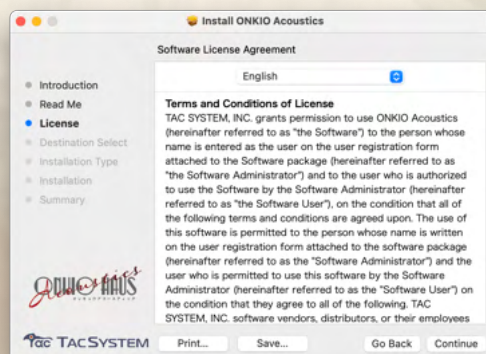 Install ONKIO Acoustics
Software License Agreement
Introduction
Read Me
License
Destination Select
Installation Type
Installation
Summary
English
Terms and Conditions of License
TAC SYSTEM, INC. grants permission to use ONKIO Acoustics
(hereinafter referred to as "the Software") to the person whose
name is entered as the user on the user registration form
attached to the Software package (hereinafter referred to as
"the Software Administrator") and to the user who is authorized
to use the Software by the Software Administrator (hereinafter
referred to as "the Software User"), on the condition that all of
the following terms and conditions are agreed upon. The use of
this software is permitted to the person whose name is written
on the user registration form attached to the software package
(hereinafter referred to as the "Software Administrator") and the
user who is permitted to use this software by the Software
Administrator (hereinafter referred to as the "Software User") on
the condition that they agree to all of the following. TAC
SYSTEM, INC. software vendors, distributors, or their employees
ONKIO HAUS
Acoustics
TAC SYSTEM
Print...
Save...
Go Back
Continue